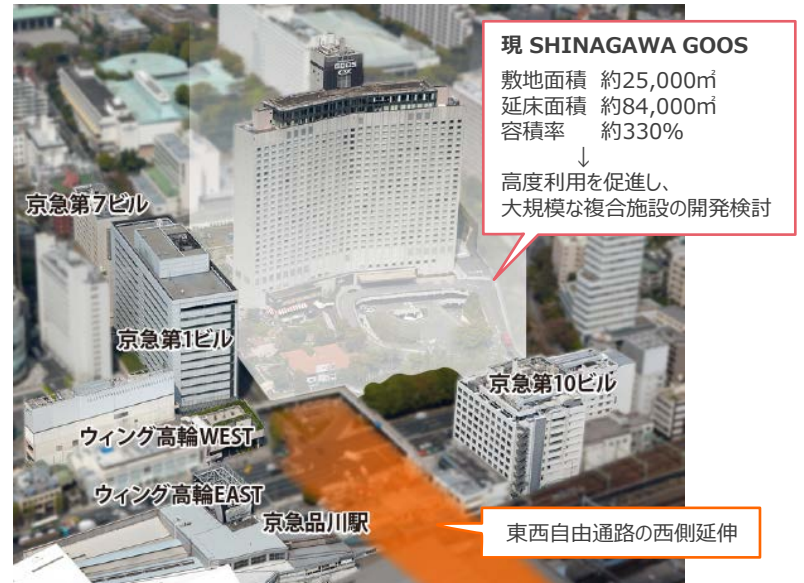 現 SHINAGAWA GOOS
敷地面積 約25,000㎡
延床面積 約84,000㎡
容積率 約330%
↓
高度利用を促進し、
大規模な複合施設の開発検討
京急第7ビル
京急第1ビル
京急第10ビル
ウィング高輪WEST
ウィング高輪EAST
京急品川駅
東西自由通路の西側延伸